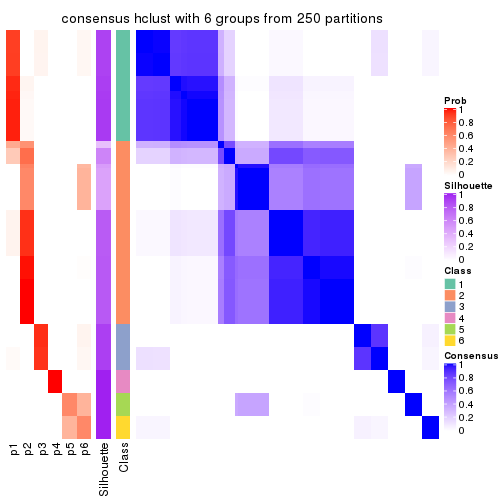 consensus hclust with 6 groups from 250 partitions
Prob
1
0.8
0.6
0.4
0.2
0
Silhouette
1
0.8
0.6
0.4
0.2
0
Class
1
2
3
4
5
6
Consensus
1
0.8
0.6
0.4
0.2
0
p1
p2
p3
p4
p5
p6
Silhouette
Class